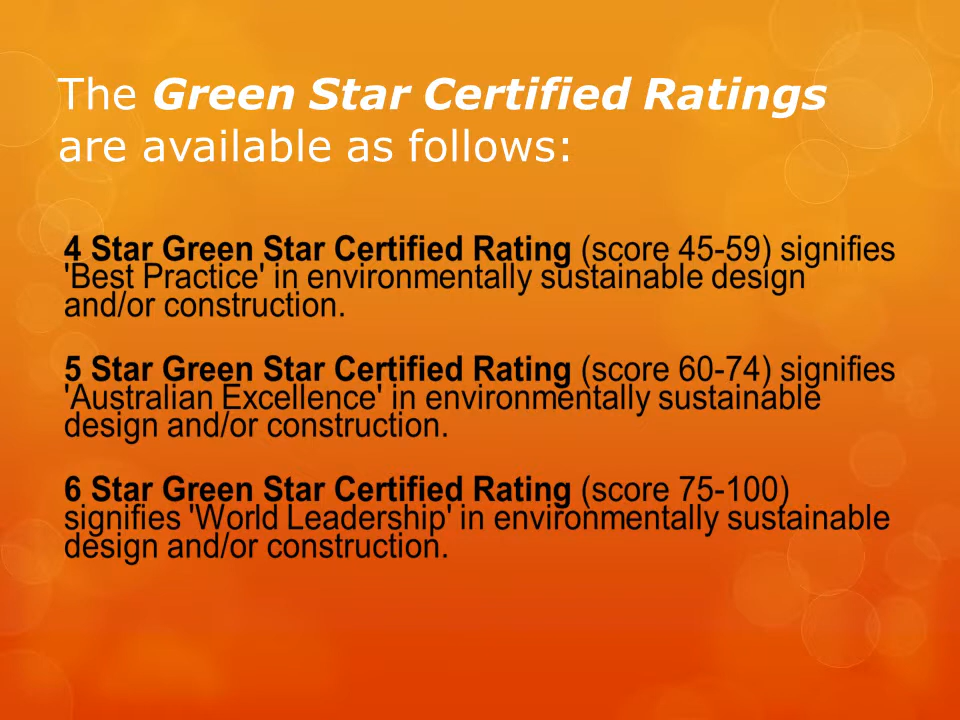 The Green Star Certified Ratings
are available as follows:
4 Star Green Star Certified Rating (score 45-59) signifies
'Best Practice' in environmentally sustainable design
and/or construction.
5 Star Green Star Certified Rating (score 60-74) signifies
'Australian Excellence' in environmentally sustainable
design and/or construction.
6 Star Green Star Certified Rating (score 75-100)
signifies 'World Leadership' in environmentally sustainable
design and/or construction.